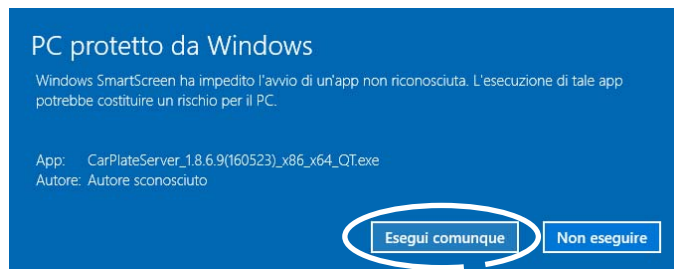 PC protetto da Windows
Windows SmartScreen ha impedito l'avvio di un'app non riconosciuta. L'esecuzione di tale app
potrebbe costituire un rischio per il PC.
App: CarPlateServer_1.8.6.9(160523)_x86_x64_QT.exe
Autore: Autore sconosciuto
Esegui comunque Non eseguire